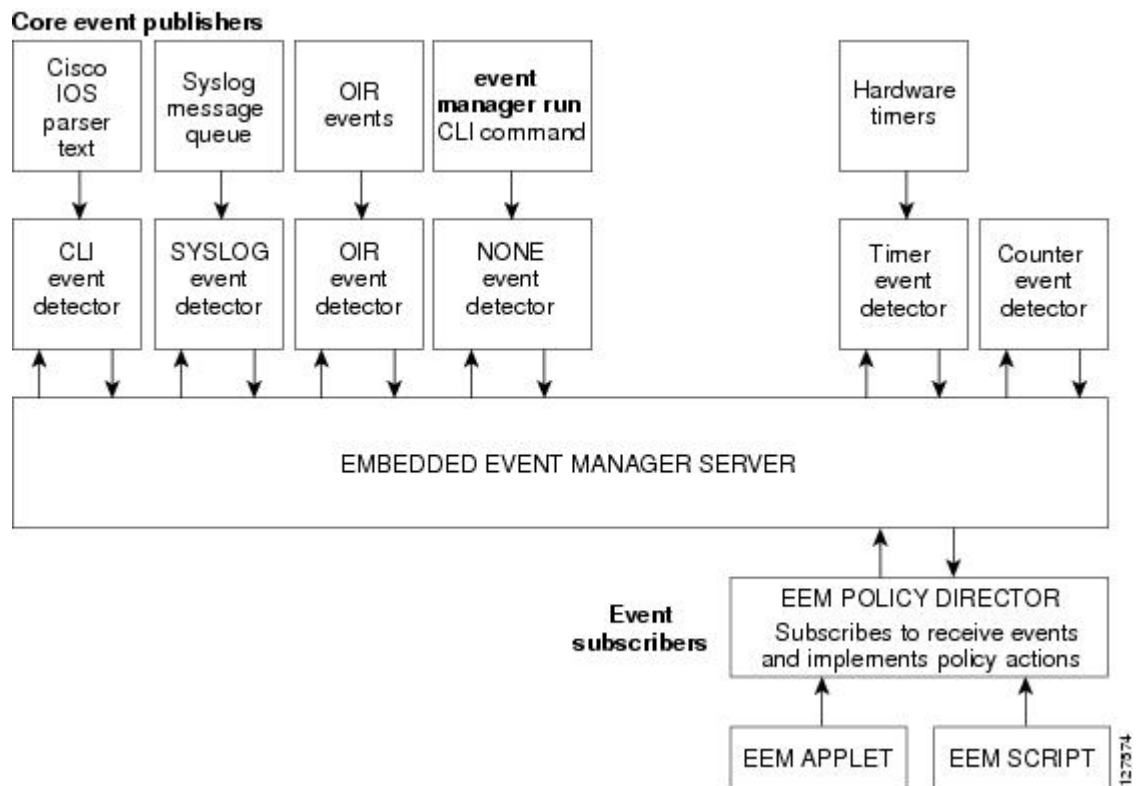 Core event publishers
Cisco
IOS
parser
text
Syslog
message
queue
OIR
events
event
manager run
CLI command
Hardware
timers
CLI
event
detector
SYSLOG
event
detector
OIR
event
detector
NONE
event
detector
Timer
event
detector
Counter
event
detector
EMBEDDED EVENT MANAGER SERVER
Event
subscribers
EEM POLICY DIRECTOR
Subscribes to receive events
and implements policy actions
EEM APPLET
EEM SCRIPT
127574